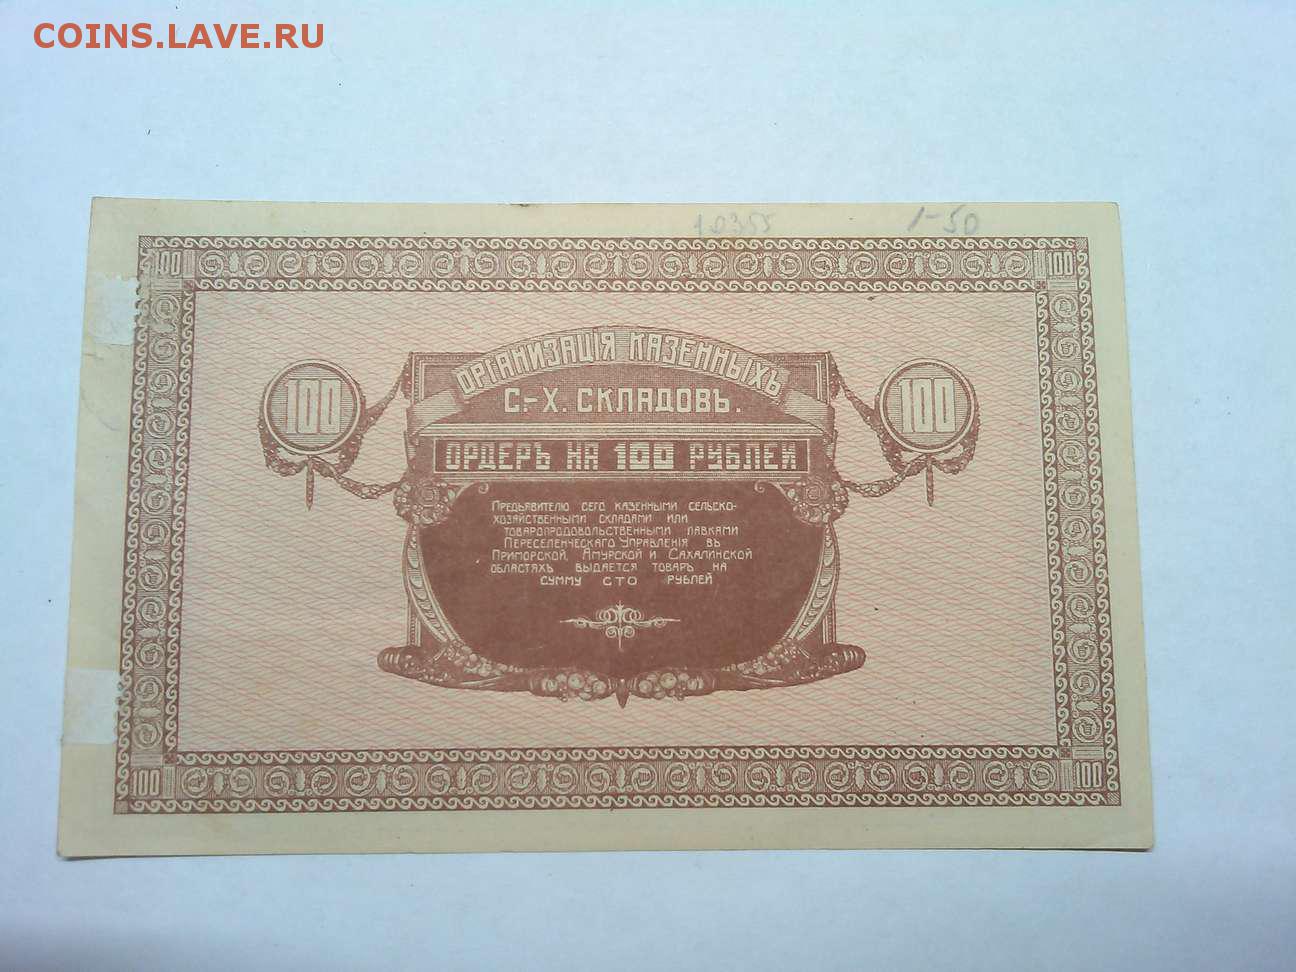 COINS.LAVE.RU
10355 1-50
100 100
ОРГАНИЗАЦІЯ КАЗЕННЫХЪ
100 С.-Х. СКЛАДОВЪ. 100
ОРДЕРЪ НА 100 РУБЛЕЙ
ПРЕДЪЯВИТЕЛЮ СЕГО КАЗЕННЫМИ СЕЛЬСКО-
ХОЗЯЙСТВЕННЫМИ СКЛАДАМИ ИЛИ
ТОВАРОПРОДОВОЛЬСТВЕННЫМИ ЛАВКАМИ
ПЕРЕСЕЛЕНЧЕСКАГО УПРАВЛЕНІЯ ВЪ
ПРИМОРСКОЙ, АМУРСКОЙ И САХАЛИНСКОЙ
ОБЛАСТЯХЪ ВЫДАЕТСЯ ТОВАРЪ НА
СУММУ СТО РУБЛЕЙ
100 100